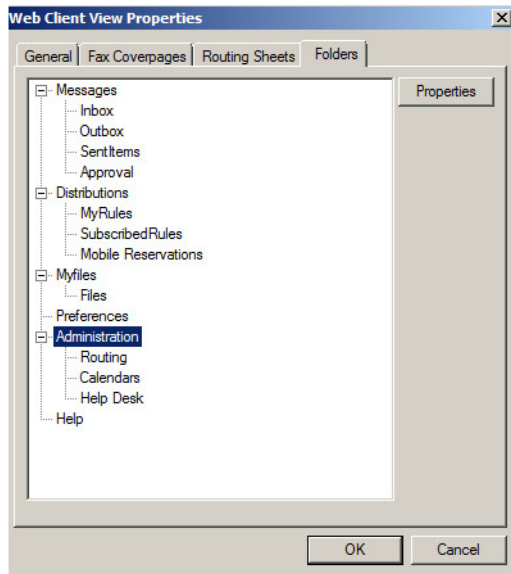 Web Client View Properties
General Fax Coverpages Routing Sheets Folders
Messages
Inbox
Outbox
SentItems
Approval
Distributions
MyRules
SubscribedRules
Mobile Reservations
Myfiles
Files
Preferences
Administration
Routing
Calendars
Help Desk
Help
Properties
OK Cancel